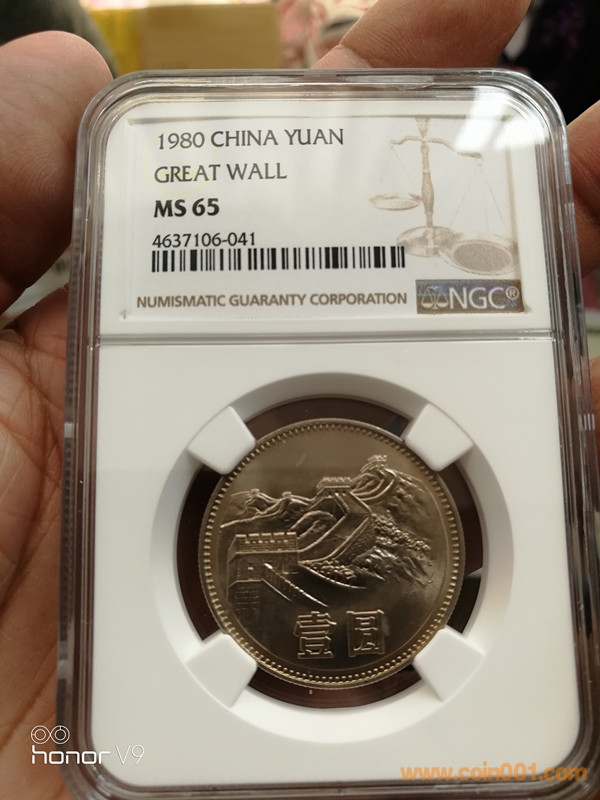 1980 CHINA YUAN
GREAT WALL
MS 65
4637106-041
NUMISMATIC GUARANTY CORPORATION
NGC®
壹圆
honor V9
www.coin001.com